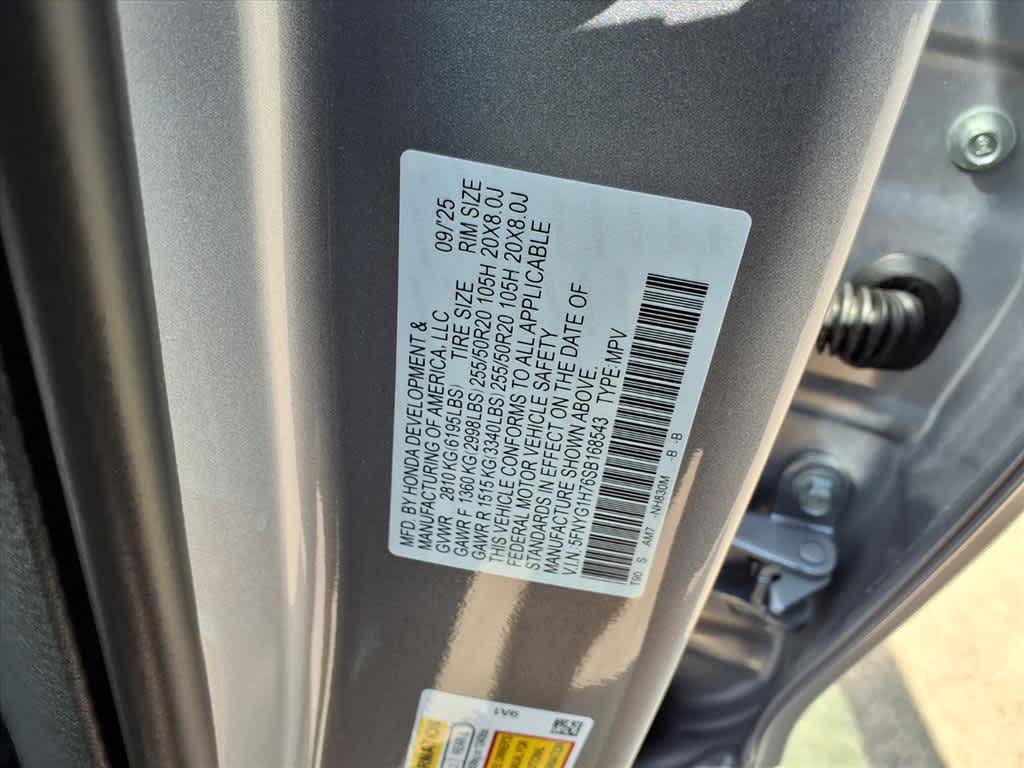 MFD. BY HONDA DEVELOPMENT &
MANUFACTURING OF AMERICA, LLC 09/25
GVWR 2810 KG(6195LBS) TIRE SIZE RIM SIZE
GAWR F 1360 KG(2998LBS) 255/50R20 105H 20X8.0J
GAWR R 1515 KG(3340LBS) 255/50R20 105H 20X8.0J
THIS VEHICLE CONFORMS TO ALL APPLICABLE
FEDERAL MOTOR VEHICLE SAFETY
STANDARDS IN EFFECT ON THE DATE OF
MANUFACTURE SHOWN ABOVE.
V.I.N. 5FNYG1H76SB168543 TYPE:MPV
T90 S AM7 -NH830M -B -B
9A1